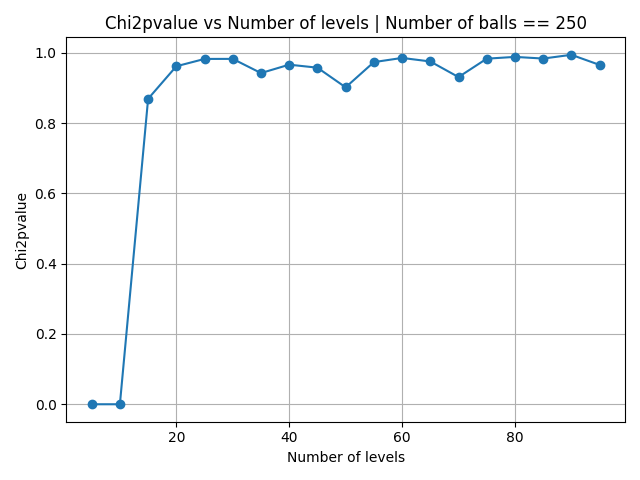 Chi2pvalue vs Number of levels | Number of balls == 250
1.0
0.8
0.6
0.4
0.2
0.0
Chi2pvalue
20 40 60 80
Number of levels